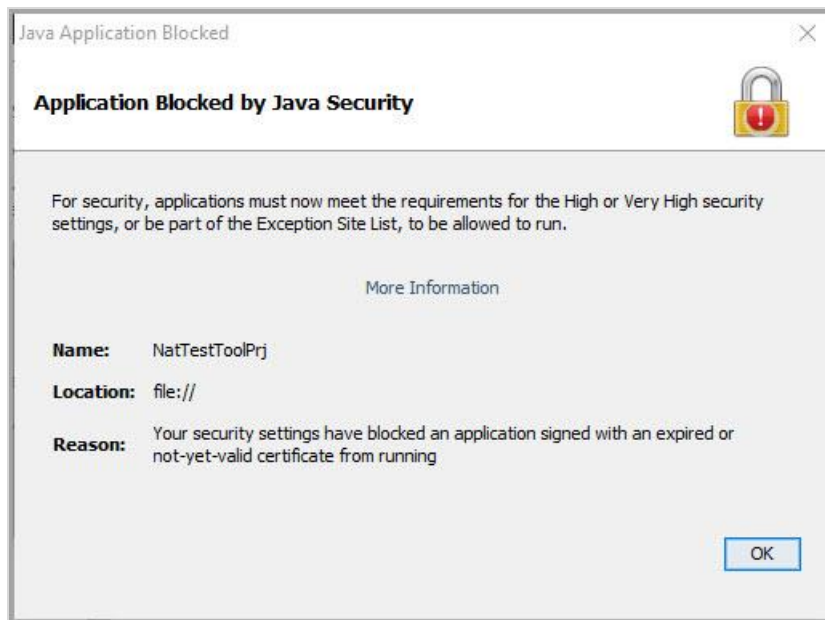 Java Application Blocked
Application Blocked by Java Security
For security, applications must now meet the requirements for the High or Very High security
settings, or be part of the Exception Site List, to be allowed to run.
More Information
Name: NatTestToolPrj
Location: file://
Reason: Your security settings have blocked an application signed with an expired or
not-yet-valid certificate from running
OK